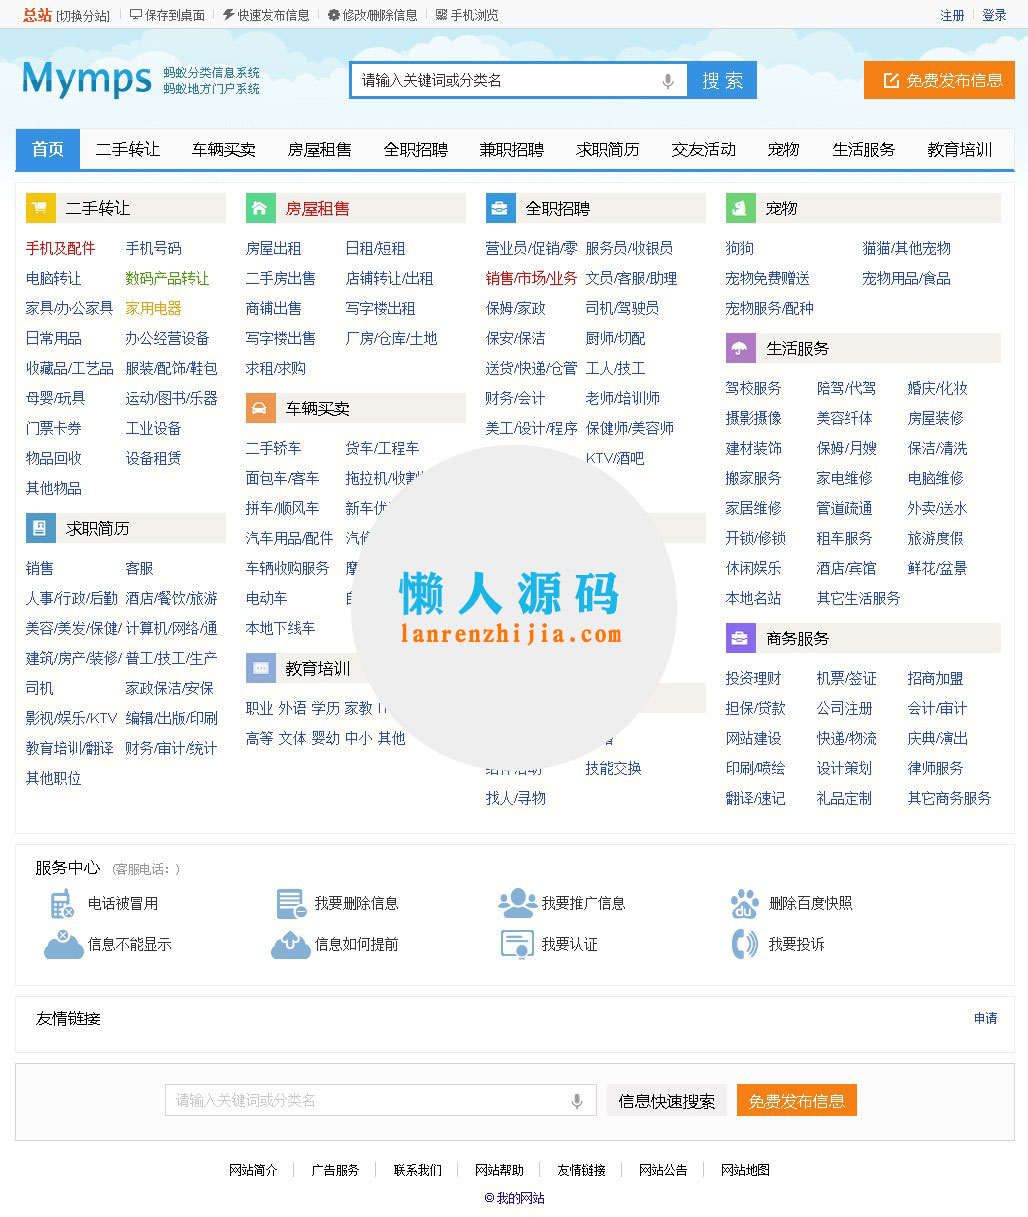 总站 [切换分站] 保存到桌面 快速发布信息 修改/删除信息 手机浏览 注册 登录
Mymps 蚂蚁分类信息系统
蚂蚁地方门户系统
请输入关键词或分类名 搜 索 免费发布信息
首页 二手转让 车辆买卖 房屋租售 全职招聘 兼职招聘 求职简历 交友活动 宠物 生活服务 教育培训
二手转让
手机及配件 手机号码
电脑转让 数码产品转让
家具/办公家具 家用电器
日常用品 办公经营设备
收藏品/工艺品 服装/配饰/鞋包
母婴/玩具 运动/图书/乐器
门票卡券 工业设备
物品回收 设备租赁
其他物品
求职简历
销售 客服
人事/行政/后勤 酒店/餐饮/旅游
美容/美发/保健/ 计算机/网络/通
建筑/房产/装修/ 普工/技工/生产
司机 家政保洁/安保
影视/娱乐/KTV 编辑/出版/印刷
教育培训/翻译 财务/审计/统计
其他职位
房屋租售
房屋出租 日租/短租
二手房出售 店铺转让/出租
商铺出售 写字楼出租
写字楼出售 厂房/仓库/土地
求租/求购
车辆买卖
二手轿车 货车/工程车
面包车/客车 拖拉机/收割
拼车/顺风车 新车优
汽车用品/配件
车辆收购服务
电动车
本地下线车
教育培训
职业 外语 学历 家教
高等 文体 婴幼 中小 其他
全职招聘
营业员/促销/零 服务员/收银员
销售/市场/业务 文员/客服/助理
保姆/家政 司机/驾驶员
保安/保洁 厨师/切配
送货/快递/仓管 工人/技工
财务/会计 老师/培训师
美工/设计/程序 保健师/美容师
KTV/酒吧
懒人源码
lanrenzhijia.com
技能交换
找人/寻物
宠物
狗狗 猫猫/其他宠物
宠物免费赠送 宠物用品/食品
宠物服务/配种
生活服务
驾校服务 陪驾/代驾 婚庆/化妆
摄影摄像 美容纤体 房屋装修
建材装饰 保姆/月嫂 保洁/清洗
搬家服务 家电维修 电脑维修
家居维修 管道疏通 外卖/送水
开锁/修锁 租车服务 旅游度假
休闲娱乐 酒店/宾馆 鲜花/盆景
本地名站 其它生活服务
商务服务
投资理财 机票/签证 招商加盟
担保/贷款 公司注册 会计/审计
网站建设 快递/物流 庆典/演出
印刷/喷绘 设计策划 律师服务
翻译/速记 礼品定制 其它商务服务
服务中心 (客服电话：)
电话被冒用 我要删除信息 我要推广信息 du 删除百度快照
信息不能显示 信息如何提前 我要认证 我要投诉
友情链接 申请
请输入关键词或分类名 信息快速搜索 免费发布信息
网站简介 广告服务 联系我们 网站帮助 友情链接 网站公告 网站地图
© 我的网站